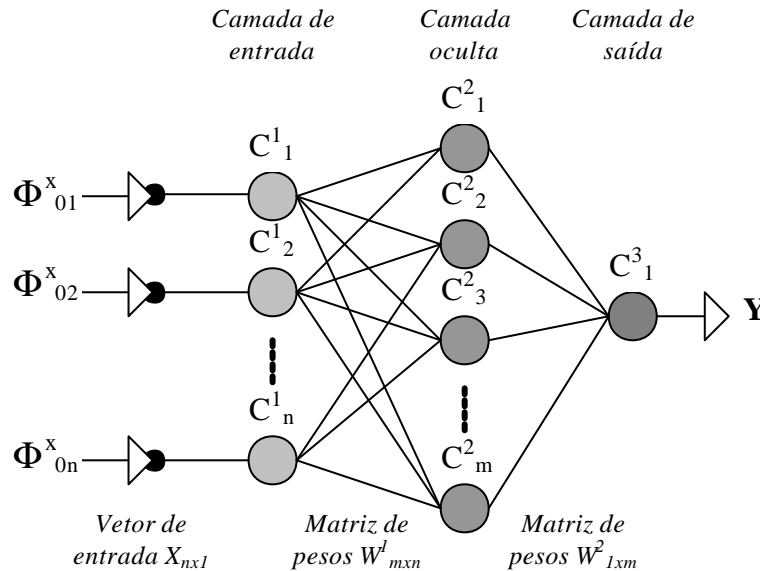 Camada de entrada
Camada oculta
Camada de saída
C²₁
C¹₁
Φˣ₀₁
C²₂
C¹₂
Φˣ₀₂
C²₃
C³₁
Y
C¹ₙ
Φˣ₀ₙ
C²ₘ
Vetor de entrada Xₙₓ₁
Matriz de pesos W¹ₘₓₙ
Matriz de pesos W²₁ₓₘ